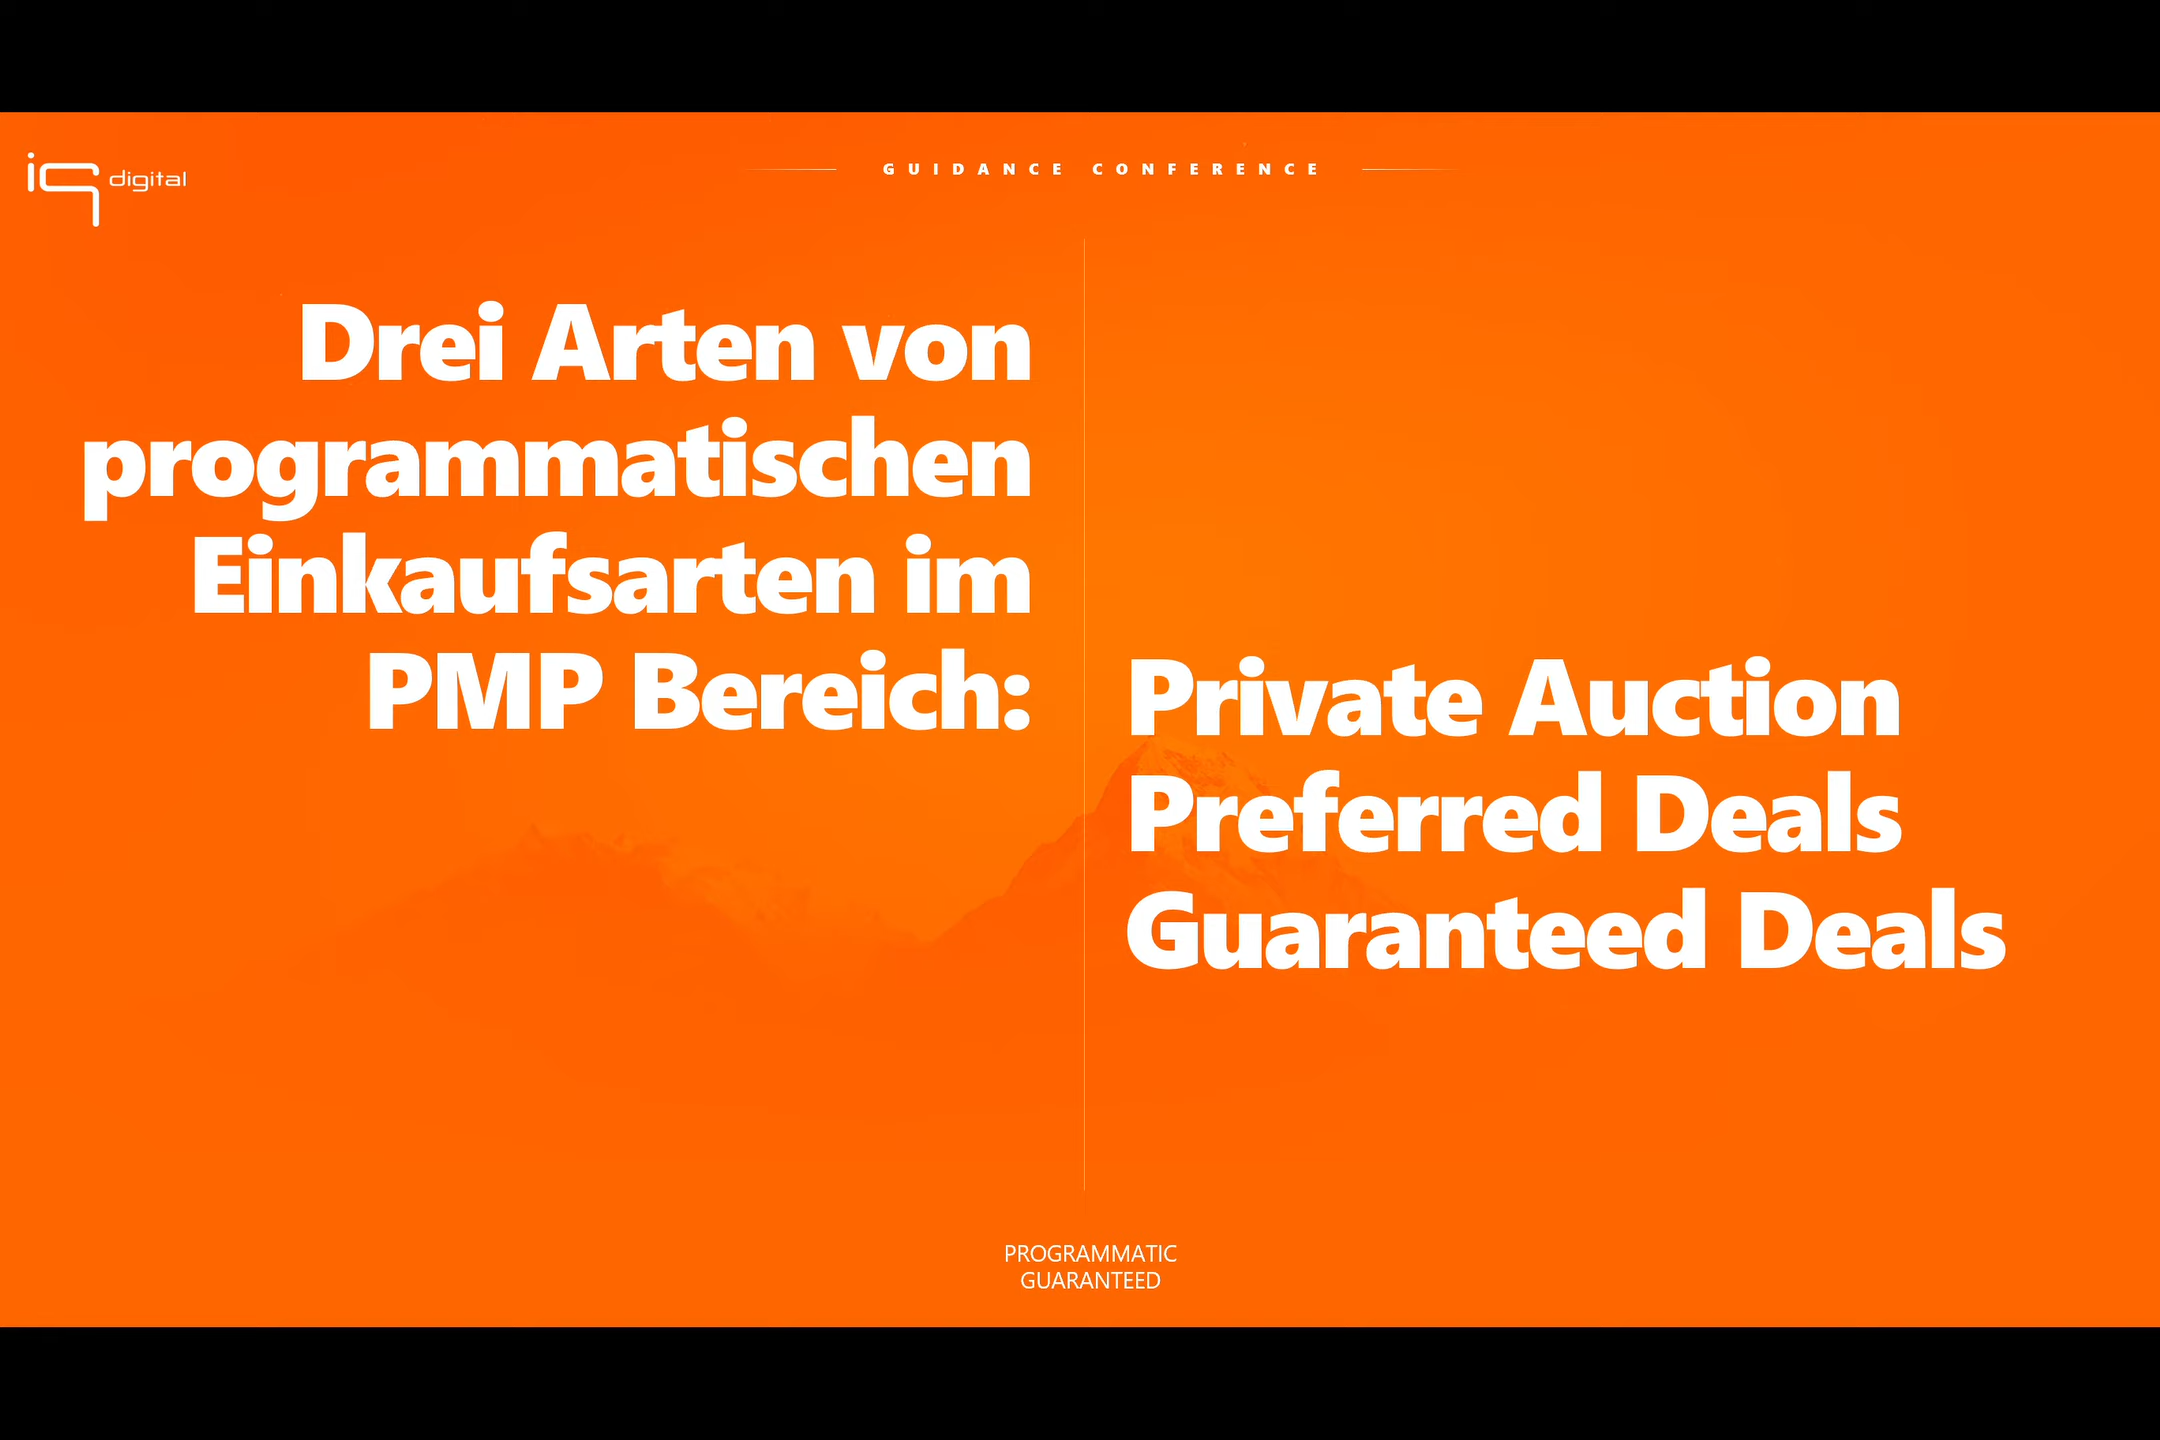 iq digital
GUIDANCE CONFERENCE
Drei Arten von
programmatischen
Einkaufsarten im
PMP Bereich:
Private Auction
Preferred Deals
Guaranteed Deals
PROGRAMMATIC
GUARANTEED